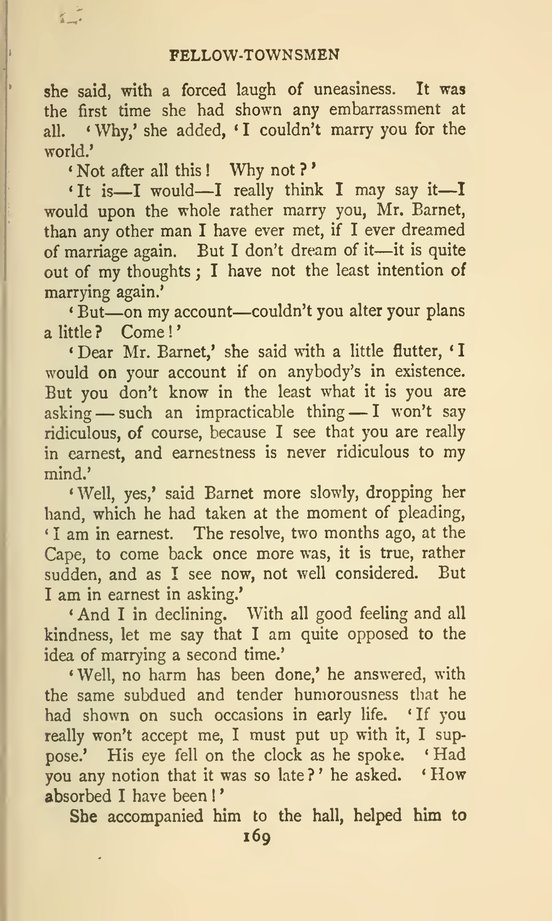 FELLOW-TOWNSMEN
she said, with a forced laugh of uneasiness. It was
the first time she had shown any embarrassment at
all. ‘Why,’ she added, ‘I couldn’t marry you for the
world.’
‘Not after all this! Why not?’
‘It is—I would—I really think I may say it—I
would upon the whole rather marry you, Mr. Barnet,
than any other man I have ever met, if I ever dreamed
of marriage again. But I don’t dream of it—it is quite
out of my thoughts; I have not the least intention of
marrying again.’
‘But—on my account—couldn’t you alter your plans
a little? Come!’
‘Dear Mr. Barnet,’ she said with a little flutter, ‘I
would on your account if on anybody’s in existence.
But you don’t know in the least what it is you are
asking—such an impracticable thing—I won’t say
ridiculous, of course, because I see that you are really
in earnest, and earnestness is never ridiculous to my
mind.’
‘Well, yes,’ said Barnet more slowly, dropping her
hand, which he had taken at the moment of pleading,
‘I am in earnest. The resolve, two months ago, at the
Cape, to come back once more was, it is true, rather
sudden, and as I see now, not well considered. But
I am in earnest in asking.’
‘And I in declining. With all good feeling and all
kindness, let me say that I am quite opposed to the
idea of marrying a second time.’
‘Well, no harm has been done,’ he answered, with
the same subdued and tender humorousness that he
had shown on such occasions in early life. ‘If you
really won’t accept me, I must put up with it, I sup-
pose.’ His eye fell on the clock as he spoke. ‘Had
you any notion that it was so late?’ he asked. ‘How
absorbed I have been!’
She accompanied him to the hall, helped him to
169